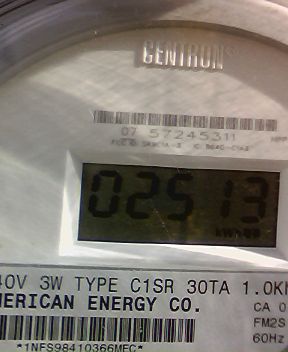 CENTRON
07 57245311
02513
40V 3W TYPE C1SR 30TA 1.0K
MERICAN ENERGY CO.
CA 0
FM2S
60Hz
*1NFS98410366MEC*